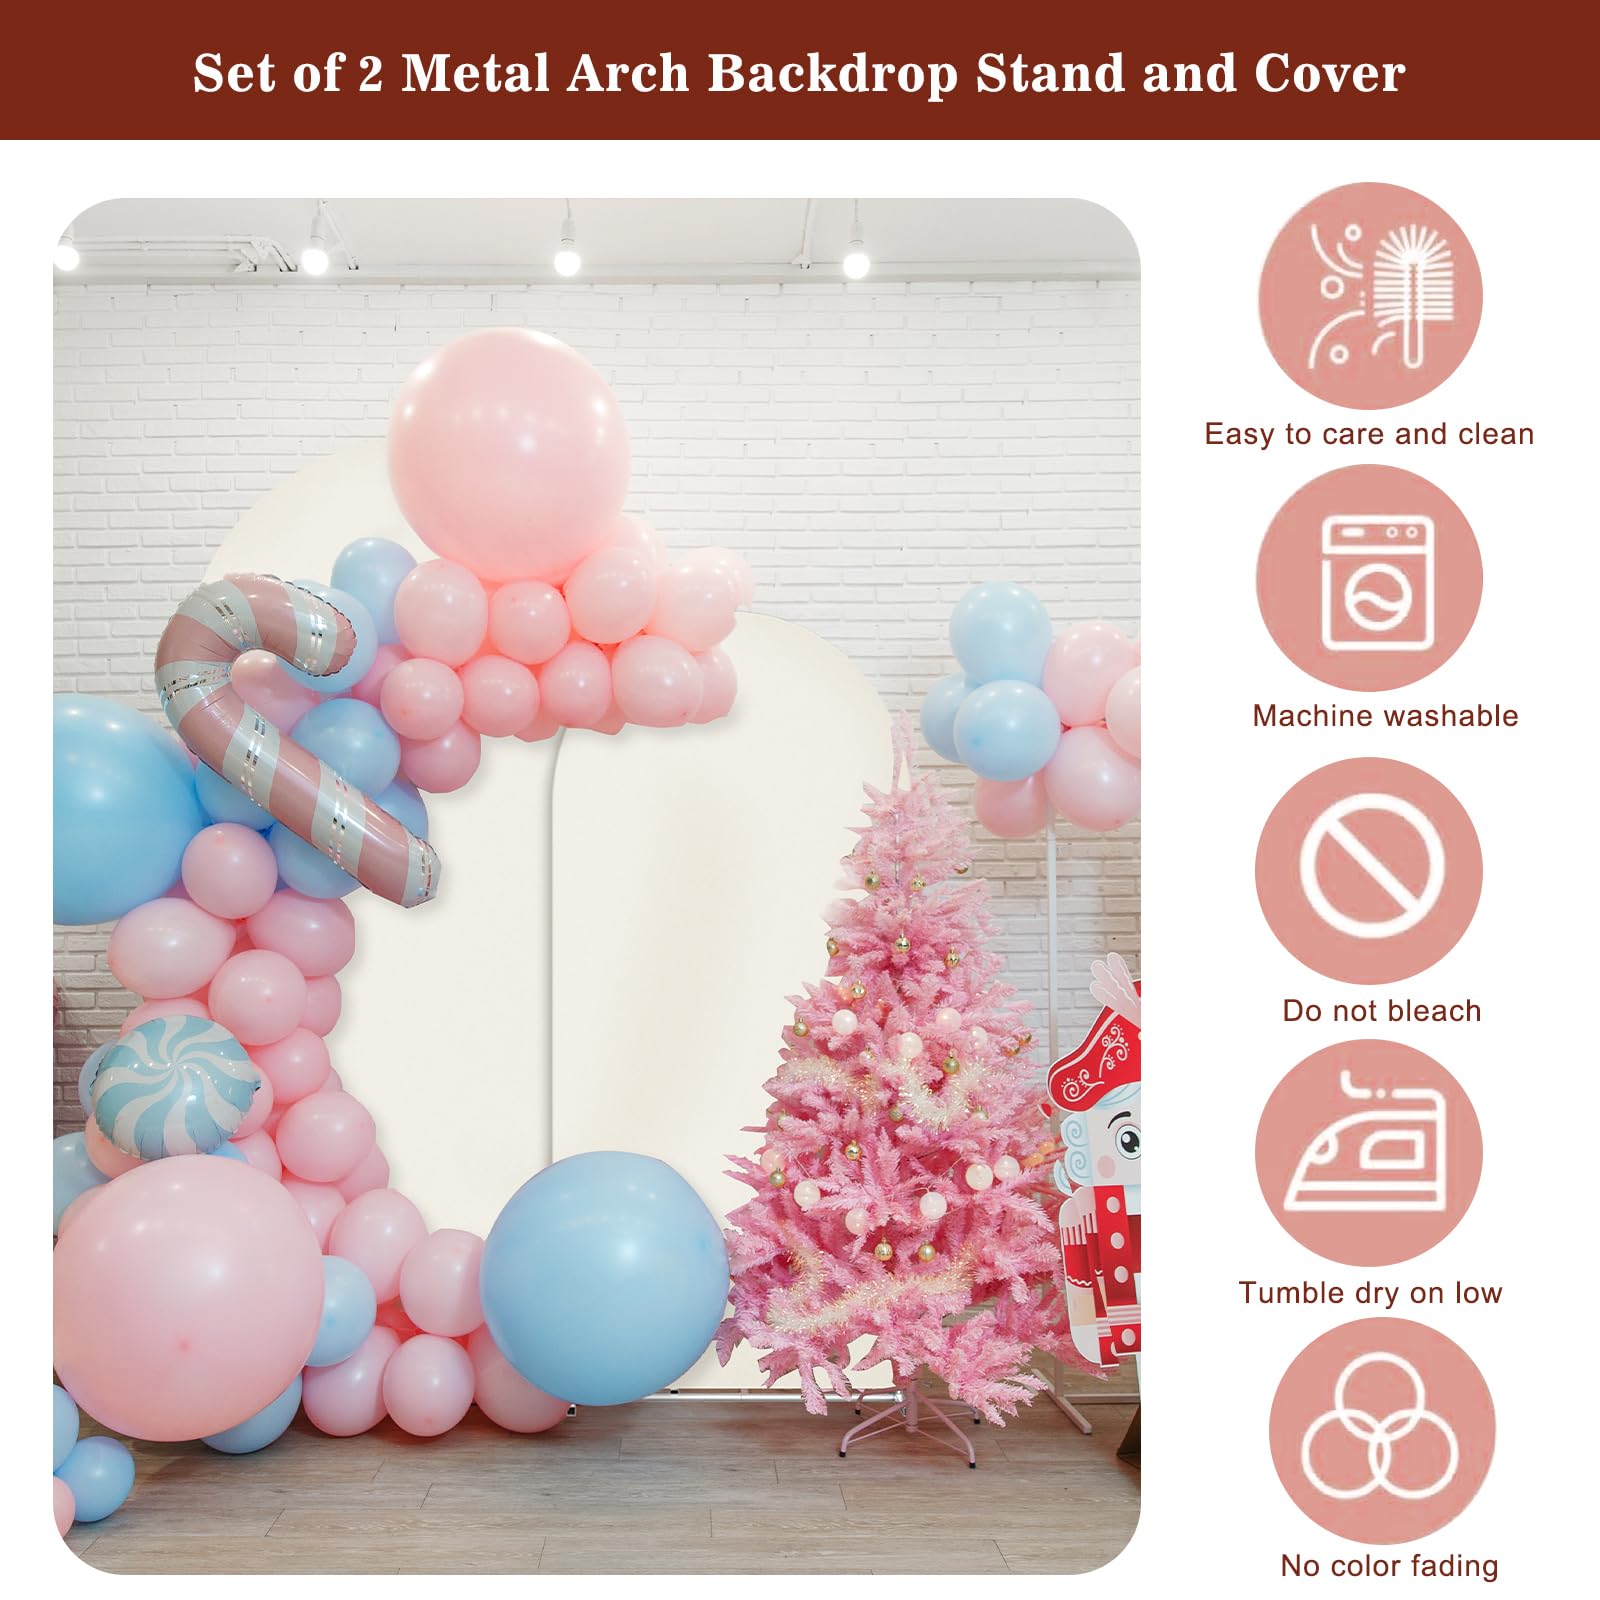 Set of 2 Metal Arch Backdrop Stand and Cover
Easy to care and clean
Machine washable
Do not bleach
Tumble dry on low
No color fading